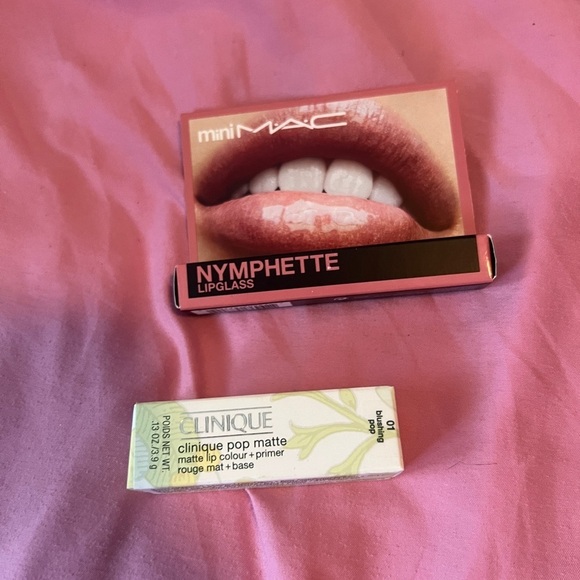 mini M·A·C
NYMPHETTE
LIPGLASS
CLINIQUE
clinique pop matte
matte lip colour + primer
rouge mat + base
POIDS NET WT.
.13 OZ/3.9 g
01
blushing
pop